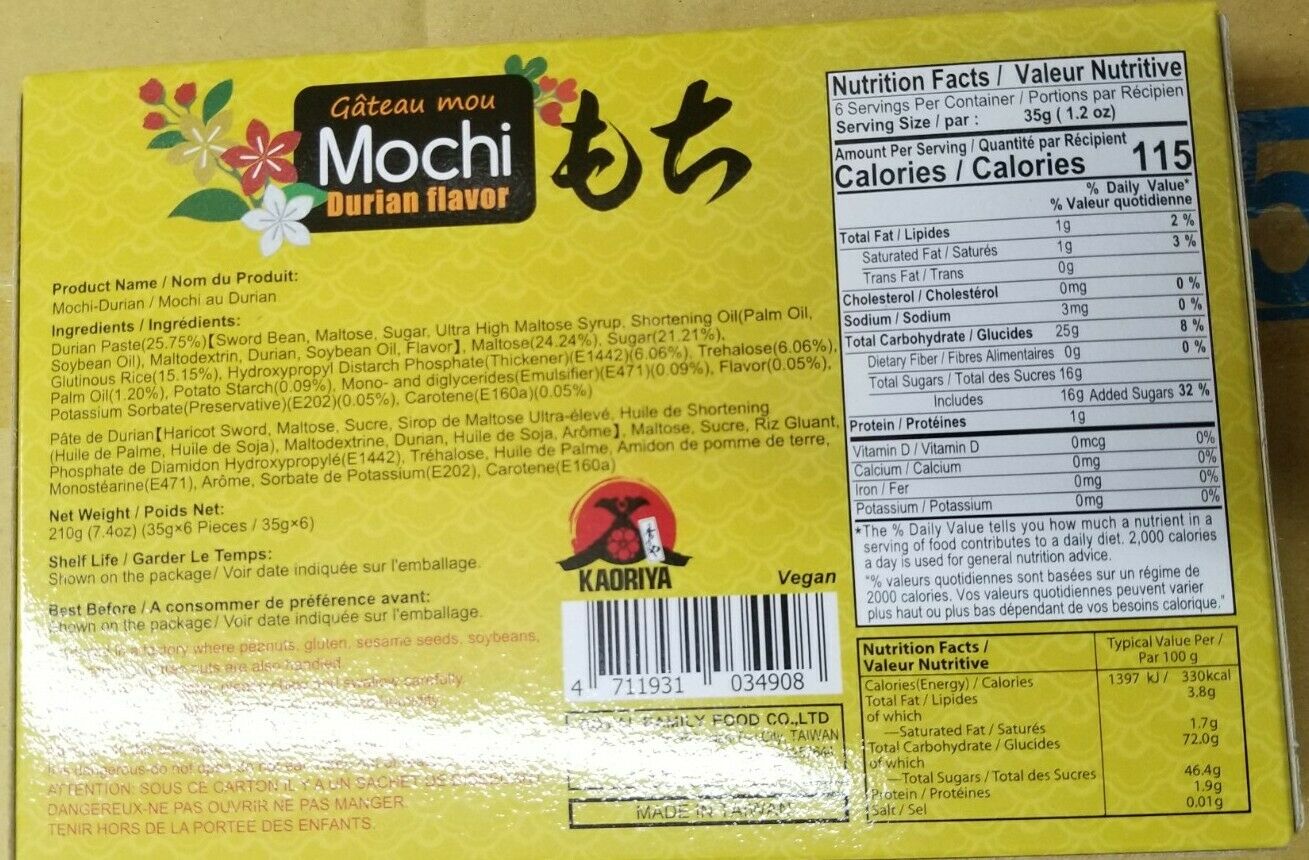 Gâteau mou
Mochi
Durian flavor
もち
Product Name / Nom du Produit:
Mochi-Durian / Mochi au Durian
Ingredients / Ingrédients:
Durian Paste(25.75%)【Sword Bean, Maltose, Sugar, Ultra High Maltose Syrup, Shortening Oil(Palm Oil,
Soybean Oil), Maltodextrin, Durian, Soybean Oil, Flavor】, Maltose(24.24%), Sugar(21.21%),
Glutinous Rice(15.15%), Hydroxypropyl Distarch Phosphate(Thickener)(E1442)(6.06%), Trehalose(6.06%),
Palm Oil(1.20%), Potato Starch(0.09%), Mono- and diglycerides(Emulsifier)(E471)(0.09%), Flavor(0.05%),
Potassium Sorbate(Preservative)(E202)(0.05%), Carotene(E160a)(0.05%)
Pâte de Durian【Haricot Sword, Maltose, Sucre, Sirop de Maltose Ultra-élevé, Huile de Shortening
(Huile de Palme, Huile de Soja), Maltodextrine, Durian, Huile de Soja, Arôme】, Maltose, Sucre, Riz Gluant,
Phosphate de Diamidon Hydroxypropylé(E1442), Tréhalose, Huile de Palme, Amidon de pomme de terre,
Monostéarine(E471), Arôme, Sorbate de Potassium(E202), Carotene(E160a)
Net Weight / Poids Net:
210g (7.4oz) (35g×6 Pieces / 35g×6)
Shelf Life / Garder Le Temps:
Shown on the package/ Voir date indiquée sur l'emballage.
Best Before / A consommer de préférence avant:
Shown on the package/ Voir date indiquée sur l'emballage.
factory where peanuts, gluten, sesame seeds, soybeans,
nuts are also handled
carefully
It is dangerous-do not
ATTENTION: SOUS CE CARTON IL Y A UN SACHET DE
DANGEREUX-NE PAS OUVRIR NE PAS MANGER.
TENIR HORS DE LA PORTEE DES ENFANTS.
KAORIYA
Vegan
4 711931 034908
FAMILY FOOD CO.,LTD
TAIWAN
MADE IN TAIWAN
Nutrition Facts / Valeur Nutritive
6 Servings Per Container / Portions par Récipien
Serving Size / par : 35g ( 1.2 oz)
Amount Per Serving / Quantité par Récipient
Calories / Calories 115
% Daily Value*
% Valeur quotidienne
Total Fat / Lipides 1g 2 %
Saturated Fat / Saturés 1g 3 %
Trans Fat / Trans 0g
Cholesterol / Cholestérol 0mg 0 %
Sodium / Sodium 3mg 0 %
Total Carbohydrate / Glucides 25g 8 %
Dietary Fiber / Fibres Alimentaires 0g 0 %
Total Sugars / Total des Sucres 16g
Includes 16g Added Sugars 32 %
Protein / Protéines 1g
Vitamin D / Vitamin D 0mcg 0%
Calcium / Calcium 0mg 0%
Iron / Fer 0mg 0%
Potassium / Potassium 0mg 0%
*The % Daily Value tells you how much a nutrient in a
serving of food contributes to a daily diet. 2,000 calories
a day is used for general nutrition advice.
"% valeurs quotidiennes sont basées sur un régime de
2000 calories. Vos valeurs quotidiennes peuvent varier
plus haut ou plus bas dépendant de vos besoins calorique."
Nutrition Facts /
Valeur Nutritive
Typical Value Per /
Par 100 g
Calories(Energy) / Calories 1397 kJ / 330kcal
Total Fat / Lipides 3.8g
of which
—Saturated Fat / Saturés 1.7g
Total Carbohydrate / Glucides 72.0g
of which
—Total Sugars / Total des Sucres 46.4g
Protein / Protéines 1.9g
Salt / Sel 0.01g